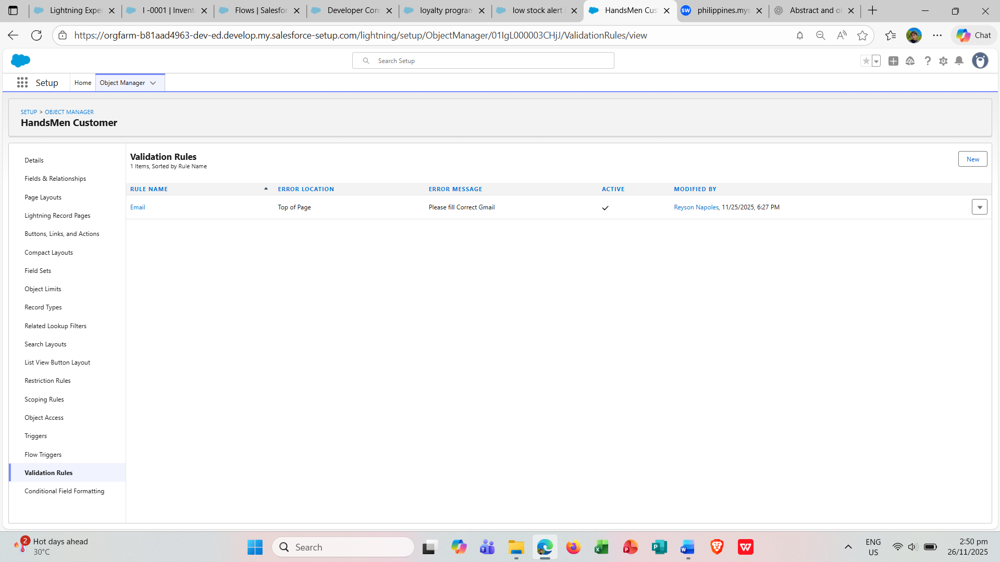 Lightning Exper
I -0001 | Invent
Flows | Salesfor
Developer Cons
loyalty program
low stock alert |
HandsMen Cus
SW
philippines.mys
Abstract and ob
https://orgfarm-b81aad4963-dev-ed.develop.my.salesforce-setup.com/lightning/setup/ObjectManager/01IgL000003CHjJ/ValidationRules/view
Chat
Search Setup
Setup
Home
Object Manager
SETUP > OBJECT MANAGER
HandsMen Customer
Details
Fields & Relationships
Page Layouts
Lightning Record Pages
Buttons, Links, and Actions
Compact Layouts
Field Sets
Object Limits
Record Types
Related Lookup Filters
Search Layouts
List View Button Layout
Restriction Rules
Scoping Rules
Object Access
Triggers
Flow Triggers
Validation Rules
Conditional Field Formatting
Validation Rules
1 Items, Sorted by Rule Name
New
RULE NAME ERROR LOCATION ERROR MESSAGE ACTIVE MODIFIED BY
Email Top of Page Please fill Correct Gmail Reyson Napoles, 11/25/2025, 6:27 PM
2
Hot days ahead
30°C
Search
ENG
US
2:50 pm
26/11/2025